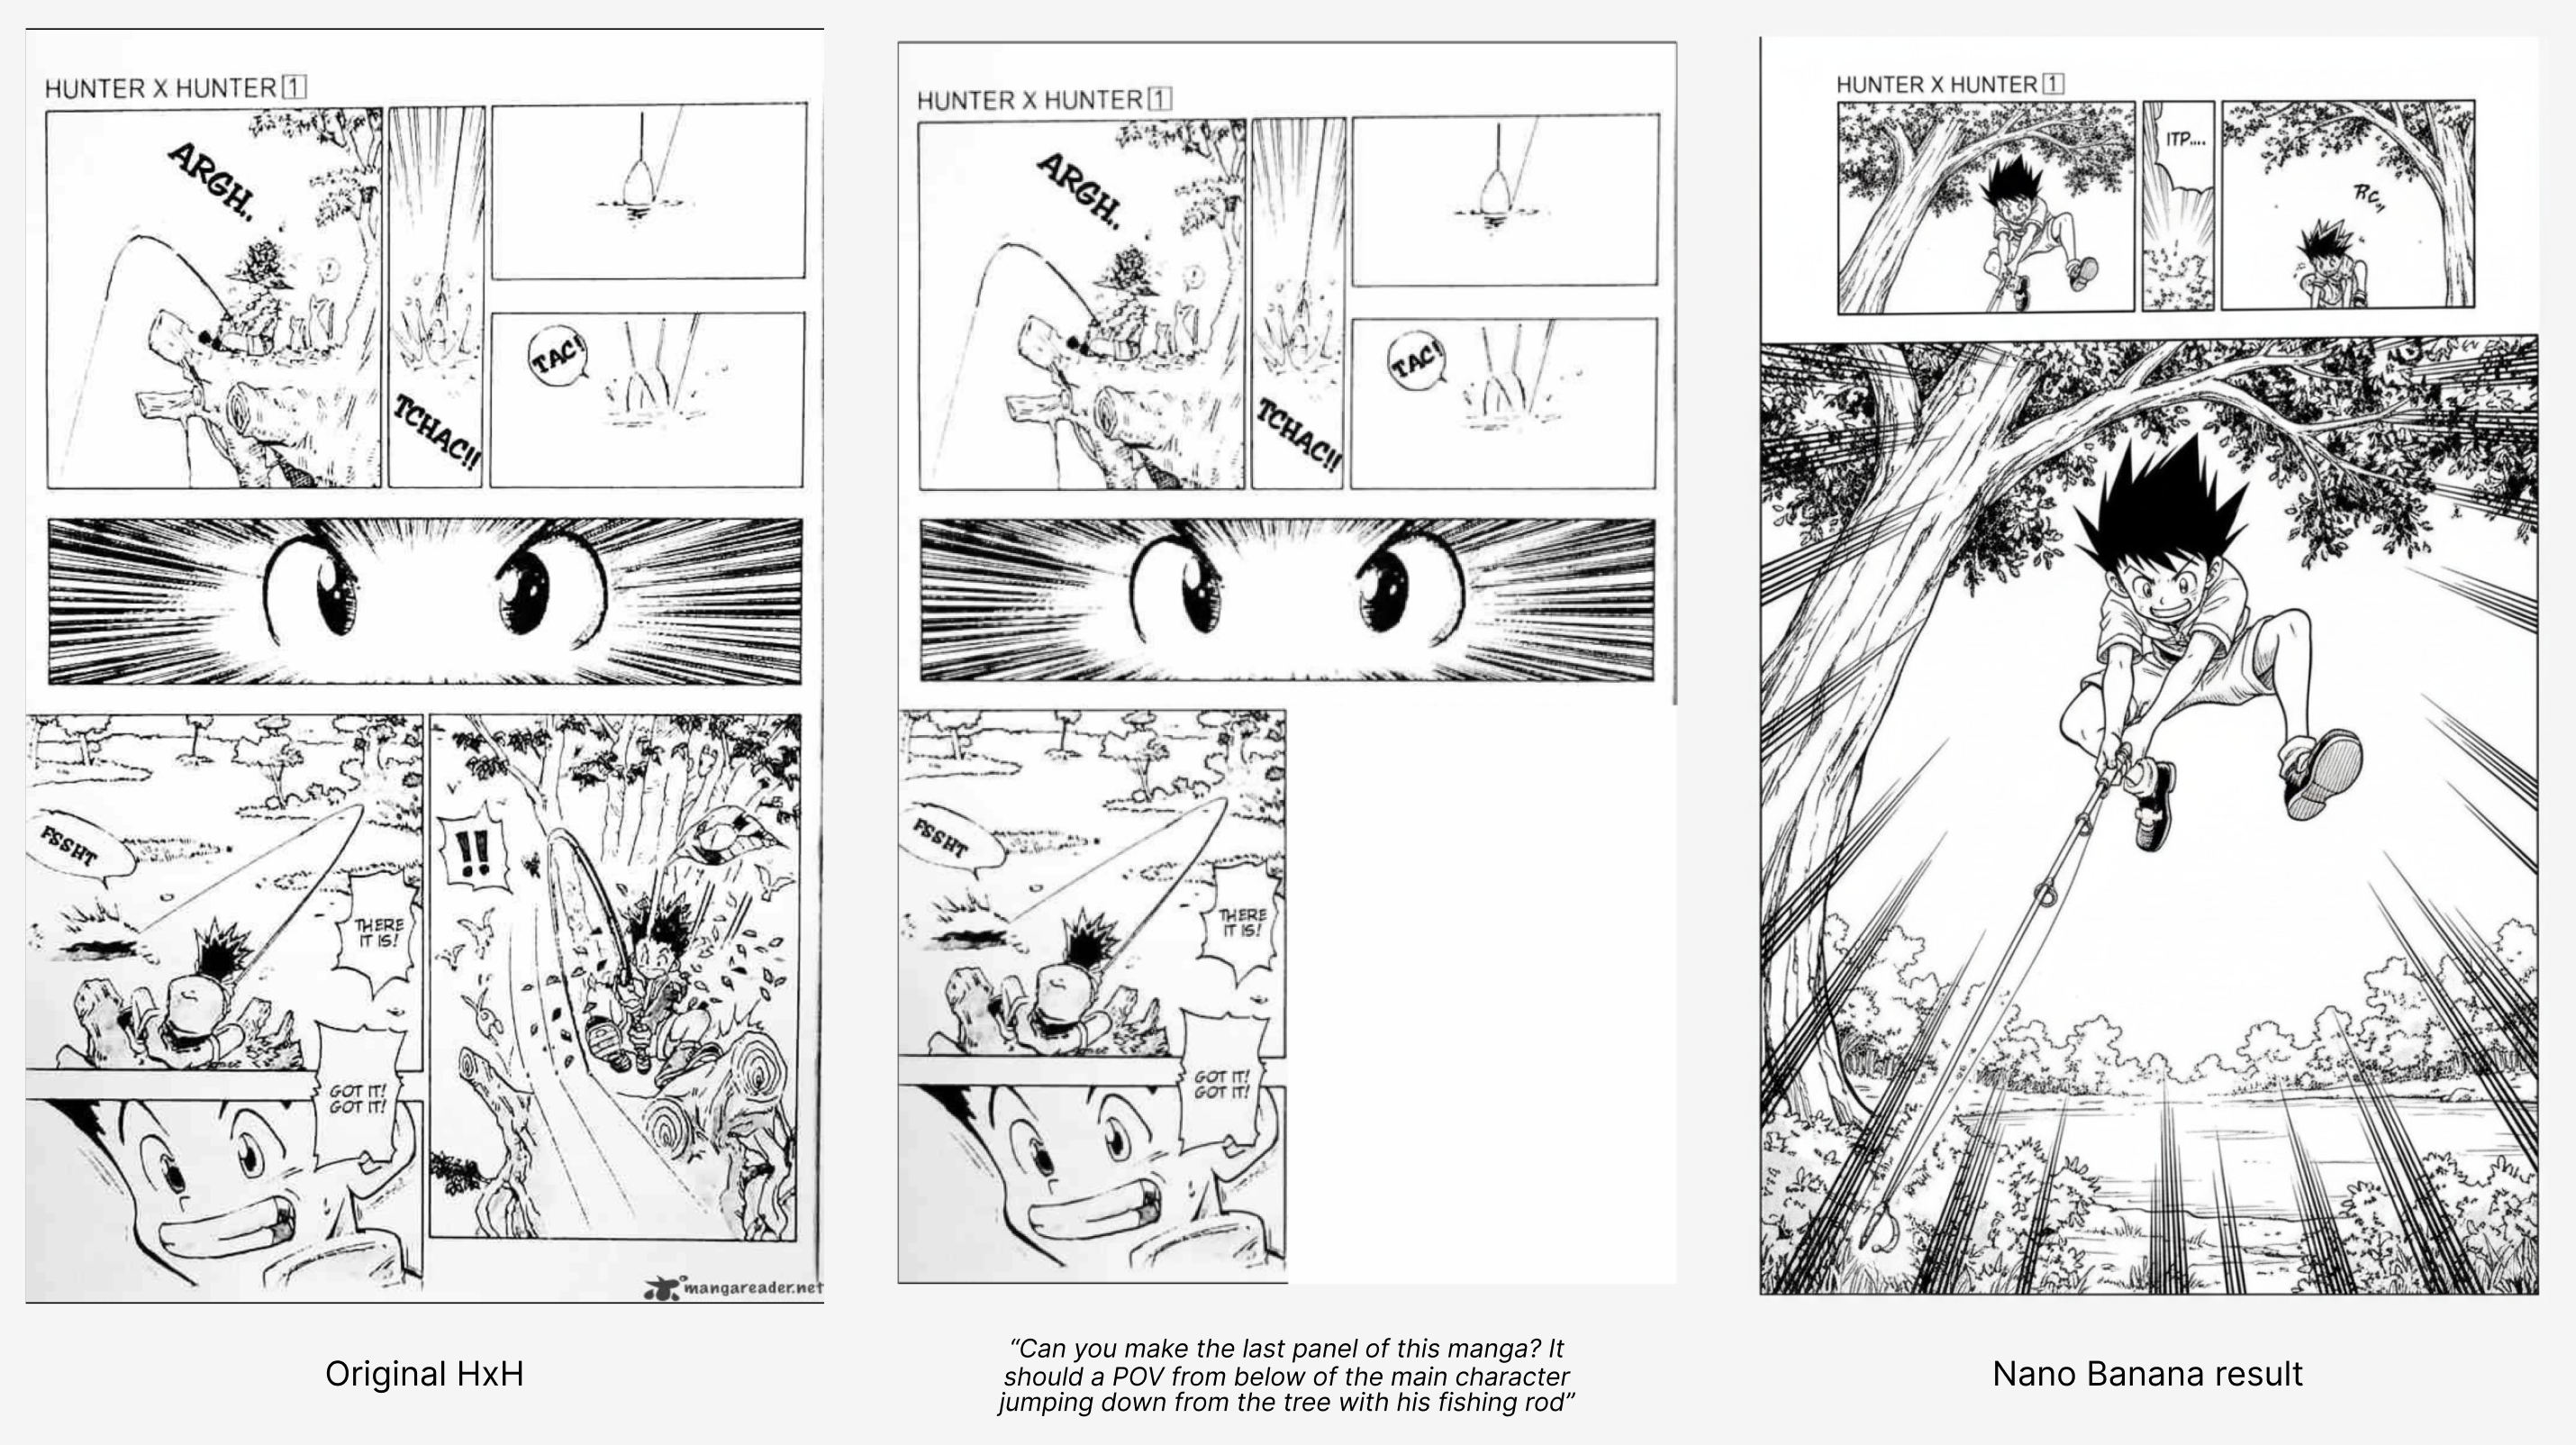 HUNTER X HUNTER 1
ARGH..
TCHAC!!
TAC!
FSSHT
THERE
IT IS!
GOT IT!
GOT IT!
!!
mangareader.net
Original HxH
HUNTER X HUNTER 1
ARGH..
TCHAC!!
TAC!
FSSHT
THERE
IT IS!
GOT IT!
GOT IT!
“Can you make the last panel of this manga? It
should a POV from below of the main character
jumping down from the tree with his fishing rod”
HUNTER X HUNTER 1
ITP....
Nano Banana result